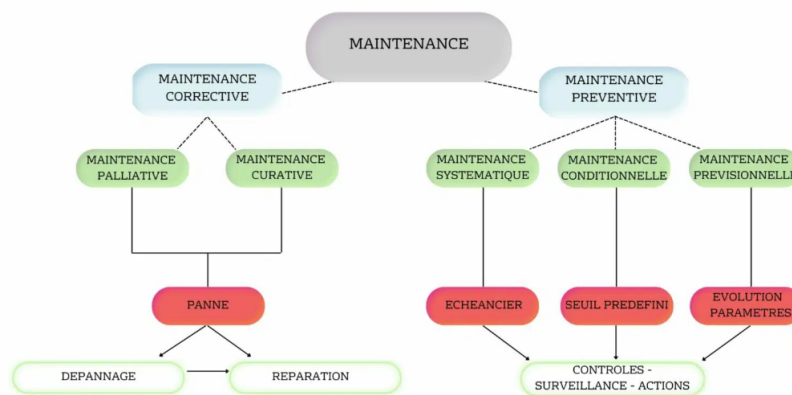 MAINTENANCE
MAINTENANCE
CORRECTIVE
MAINTENANCE
PREVENTIVE
MAINTENANCE
PALLIATIVE
MAINTENANCE
CURATIVE
MAINTENANCE
SYSTEMATIQUE
MAINTENANCE
CONDITIONNELLE
MAINTENANCE
PREVISIONNELLE
PANNE
ECHEANCIER
SEUIL PREDEFINI
EVOLUTION
PARAMETRES
DEPANNAGE
REPARATION
CONTROLES -
SURVEILLANCE - ACTIONS